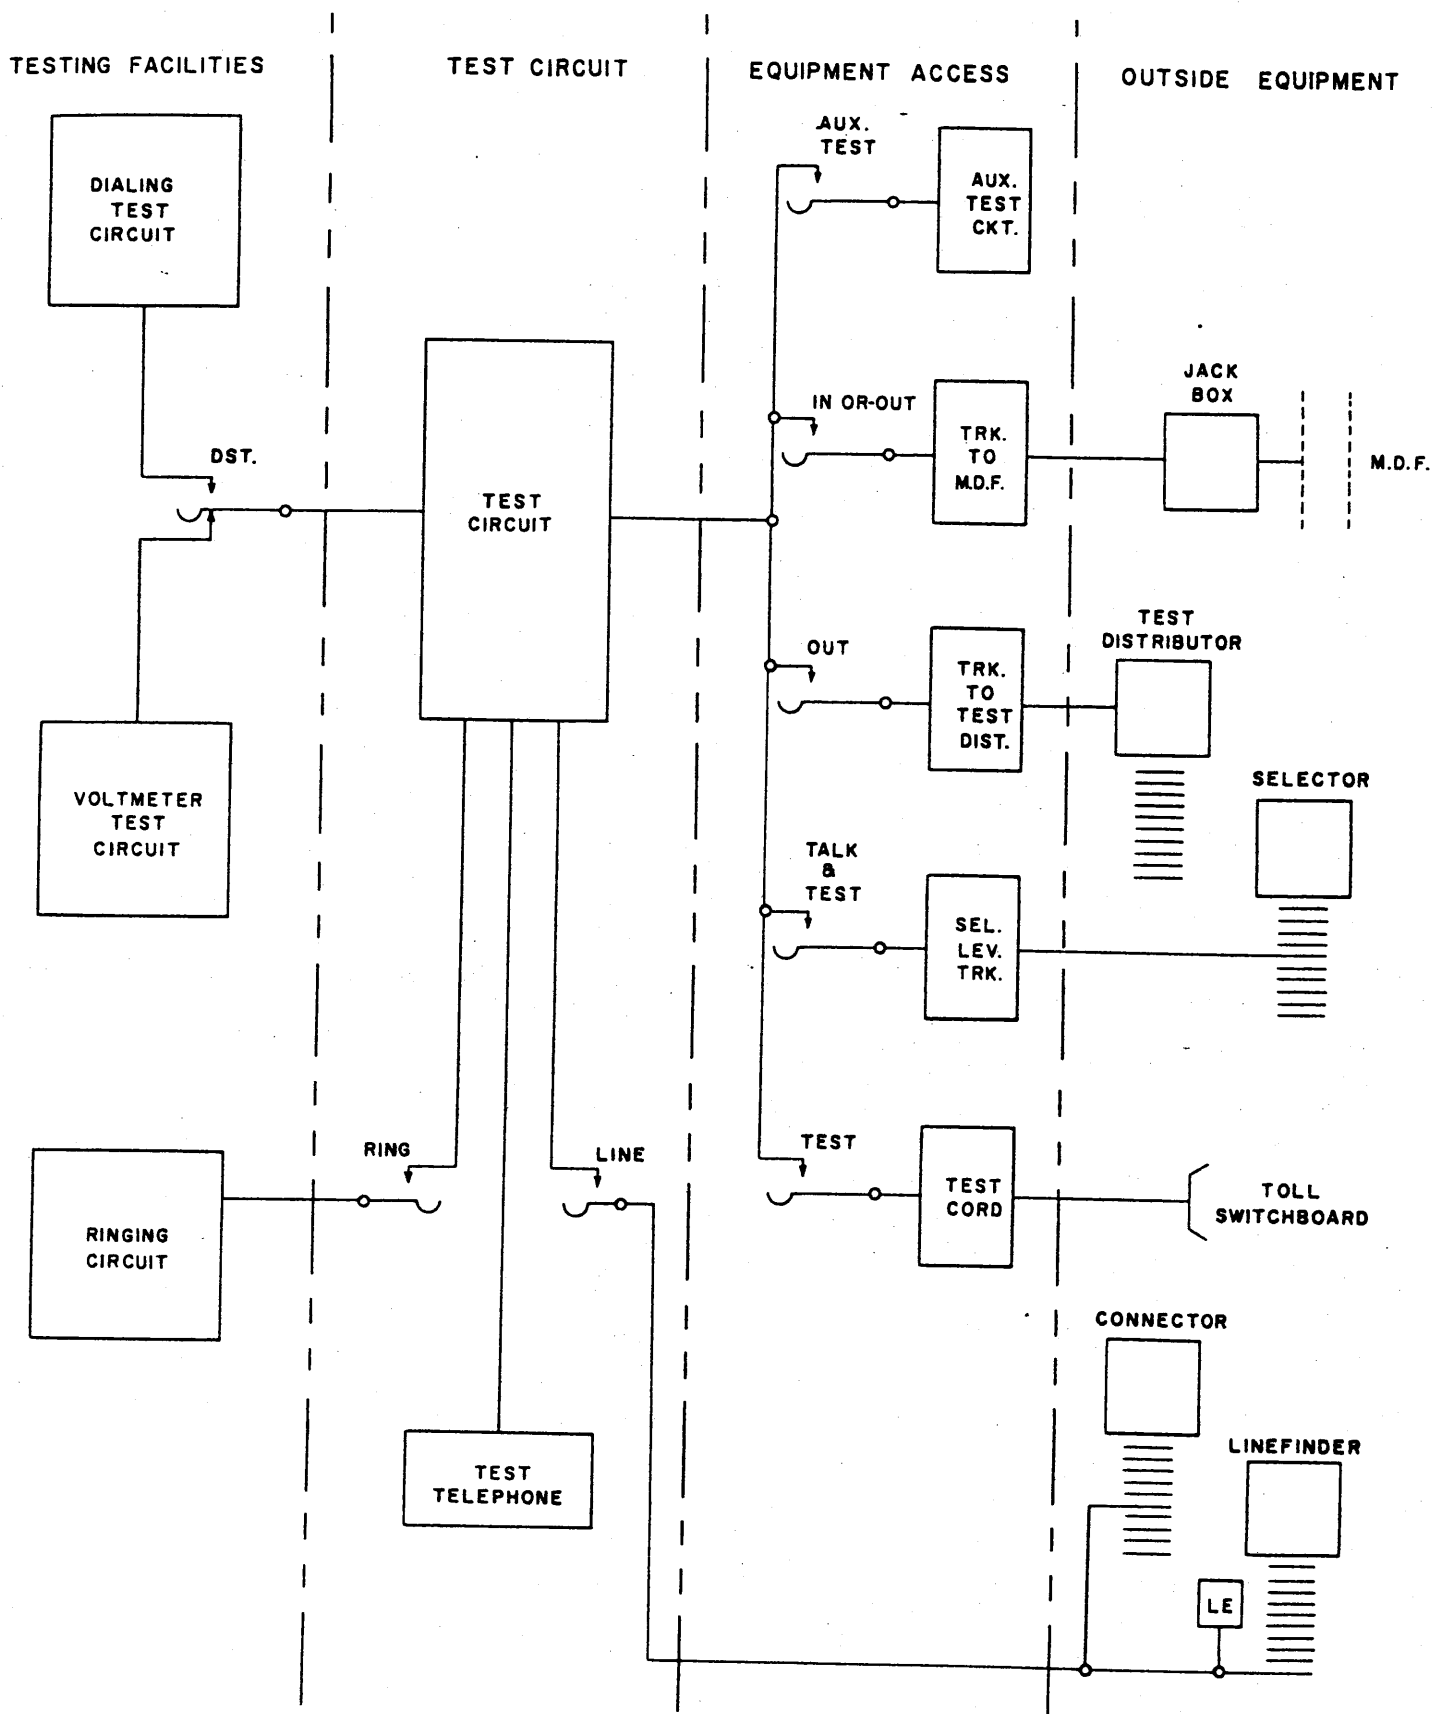 TESTING FACILITIES
TEST CIRCUIT
EQUIPMENT ACCESS
OUTSIDE EQUIPMENT
DIALING
TEST
CIRCUIT
DST.
VOLTMETER
TEST
CIRCUIT
RINGING
CIRCUIT
TEST
CIRCUIT
RING
LINE
TEST
TELEPHONE
AUX.
TEST
AUX.
TEST
CKT.
IN OR-OUT
TRK.
TO
M.D.F.
OUT
TRK.
TO
TEST
DIST.
TALK
&
TEST
SEL.
LEV.
TRK.
TEST
TEST
CORD
JACK
BOX
M.D.F.
TEST
DISTRIBUTOR
SELECTOR
TOLL
SWITCHBOARD
CONNECTOR
LINEFINDER
LE